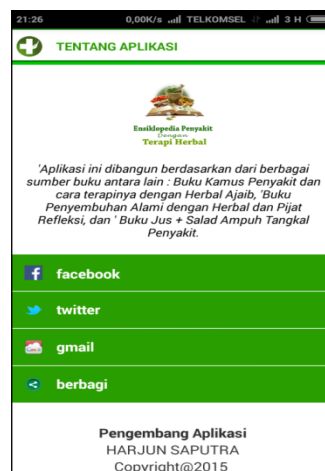 21:26 0,00K/s TELKOMSEL 3 H
TENTANG APLIKASI
Ensiklopedia Penyakit
Dengan
Terapi Herbal
'Aplikasi ini dibangun berdasarkan dari berbagai
sumber buku antara lain : Buku Kamus Penyakit dan
cara terapinya dengan Herbal Ajaib, 'Buku
Penyembuhan Alami dengan Herbal dan Pijat
Refleksi, dan ' Buku Jus + Salad Ampuh Tangkal
Penyakit.
facebook
twitter
gmail
berbagi
Pengembang Aplikasi
HARJUN SAPUTRA
Copyright@2015